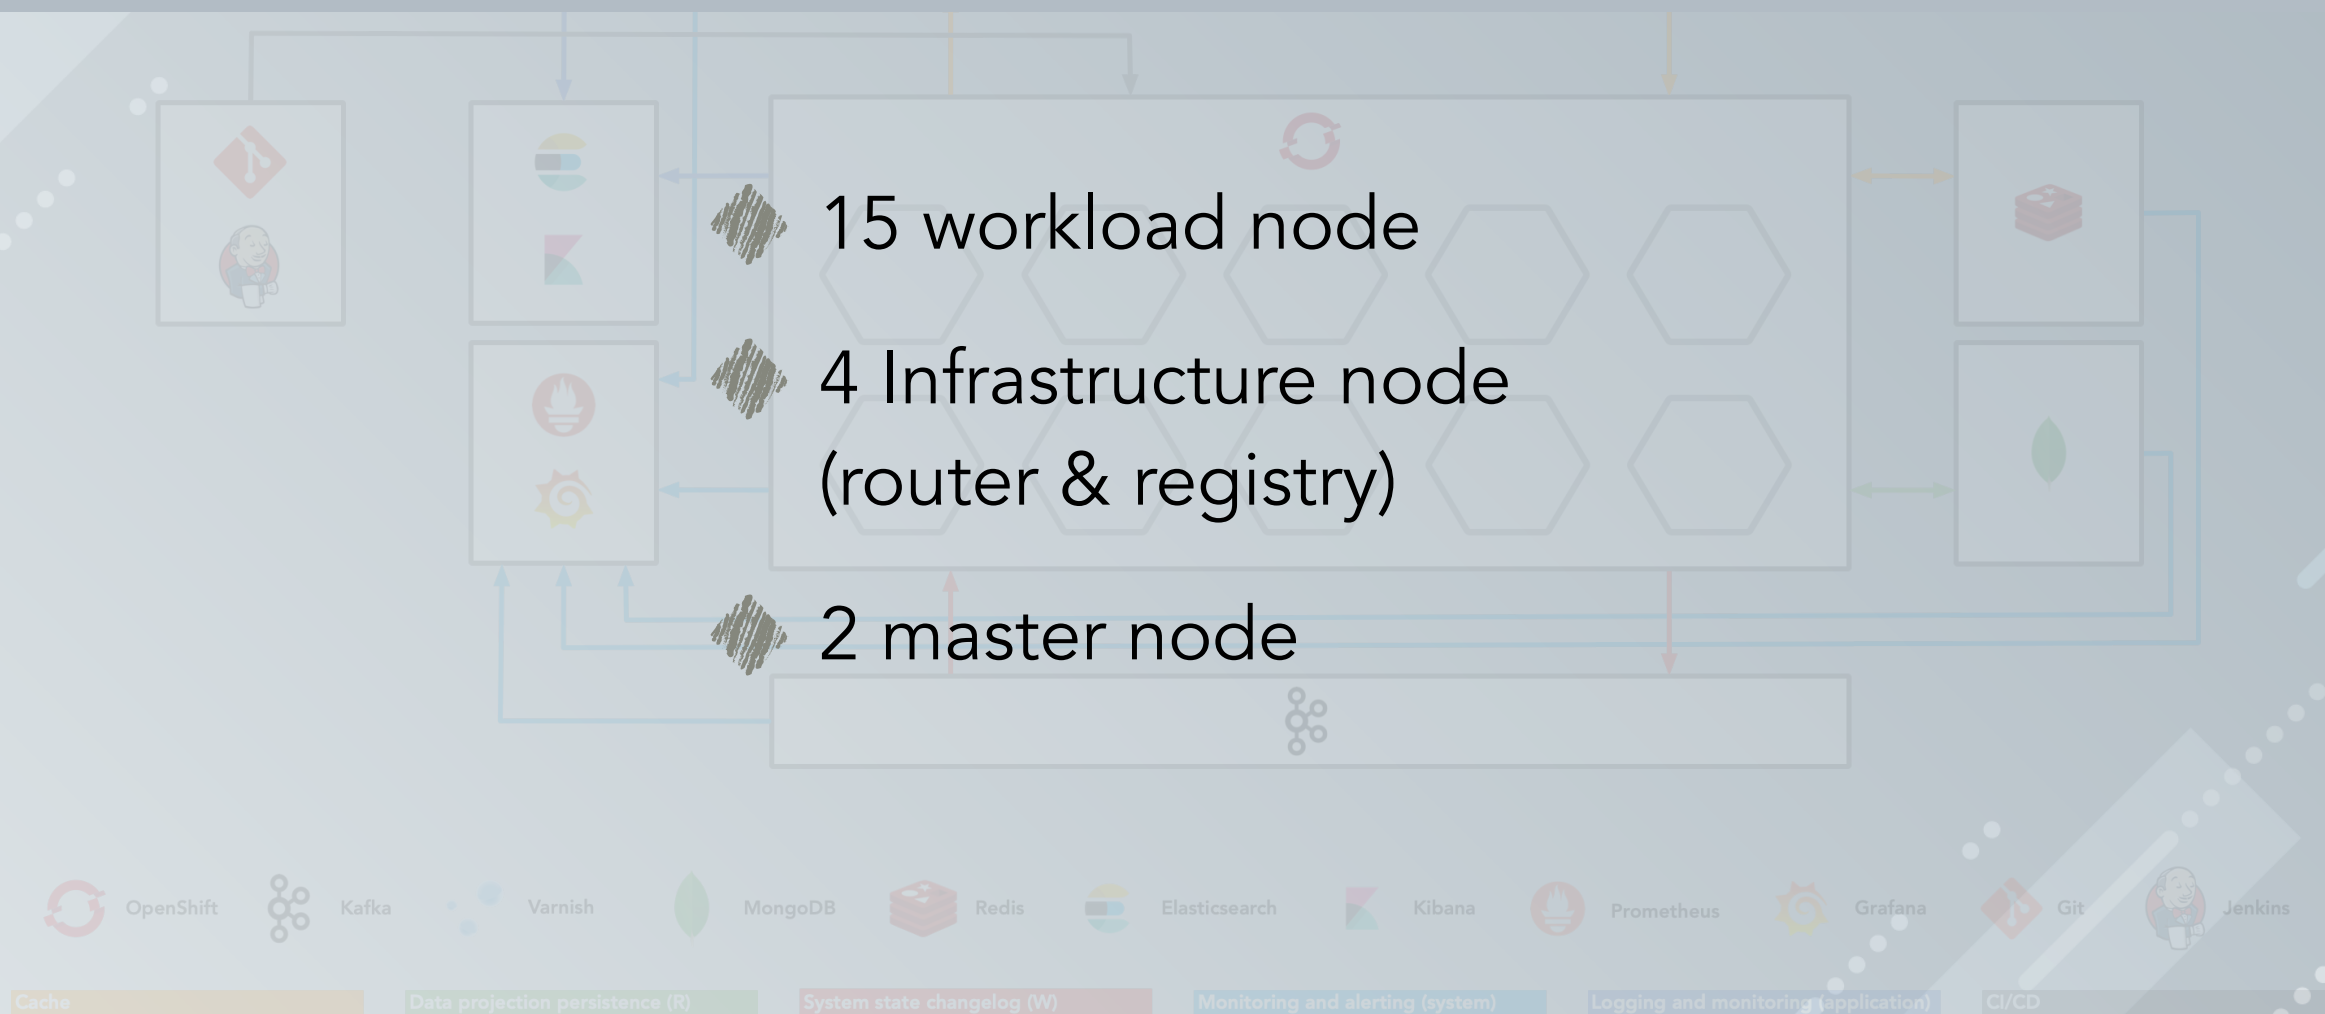 15 workload node
4 Infrastructure node
(router & registry)
2 master node
OpenShift Kafka Varnish MongoDB Redis Elasticsearch Kibana Prometheus Grafana Git Jenkins
Cache Data projection persistence (R) System state changelog (W) Monitoring and alerting (system) Logging and monitoring (application) CI/CD